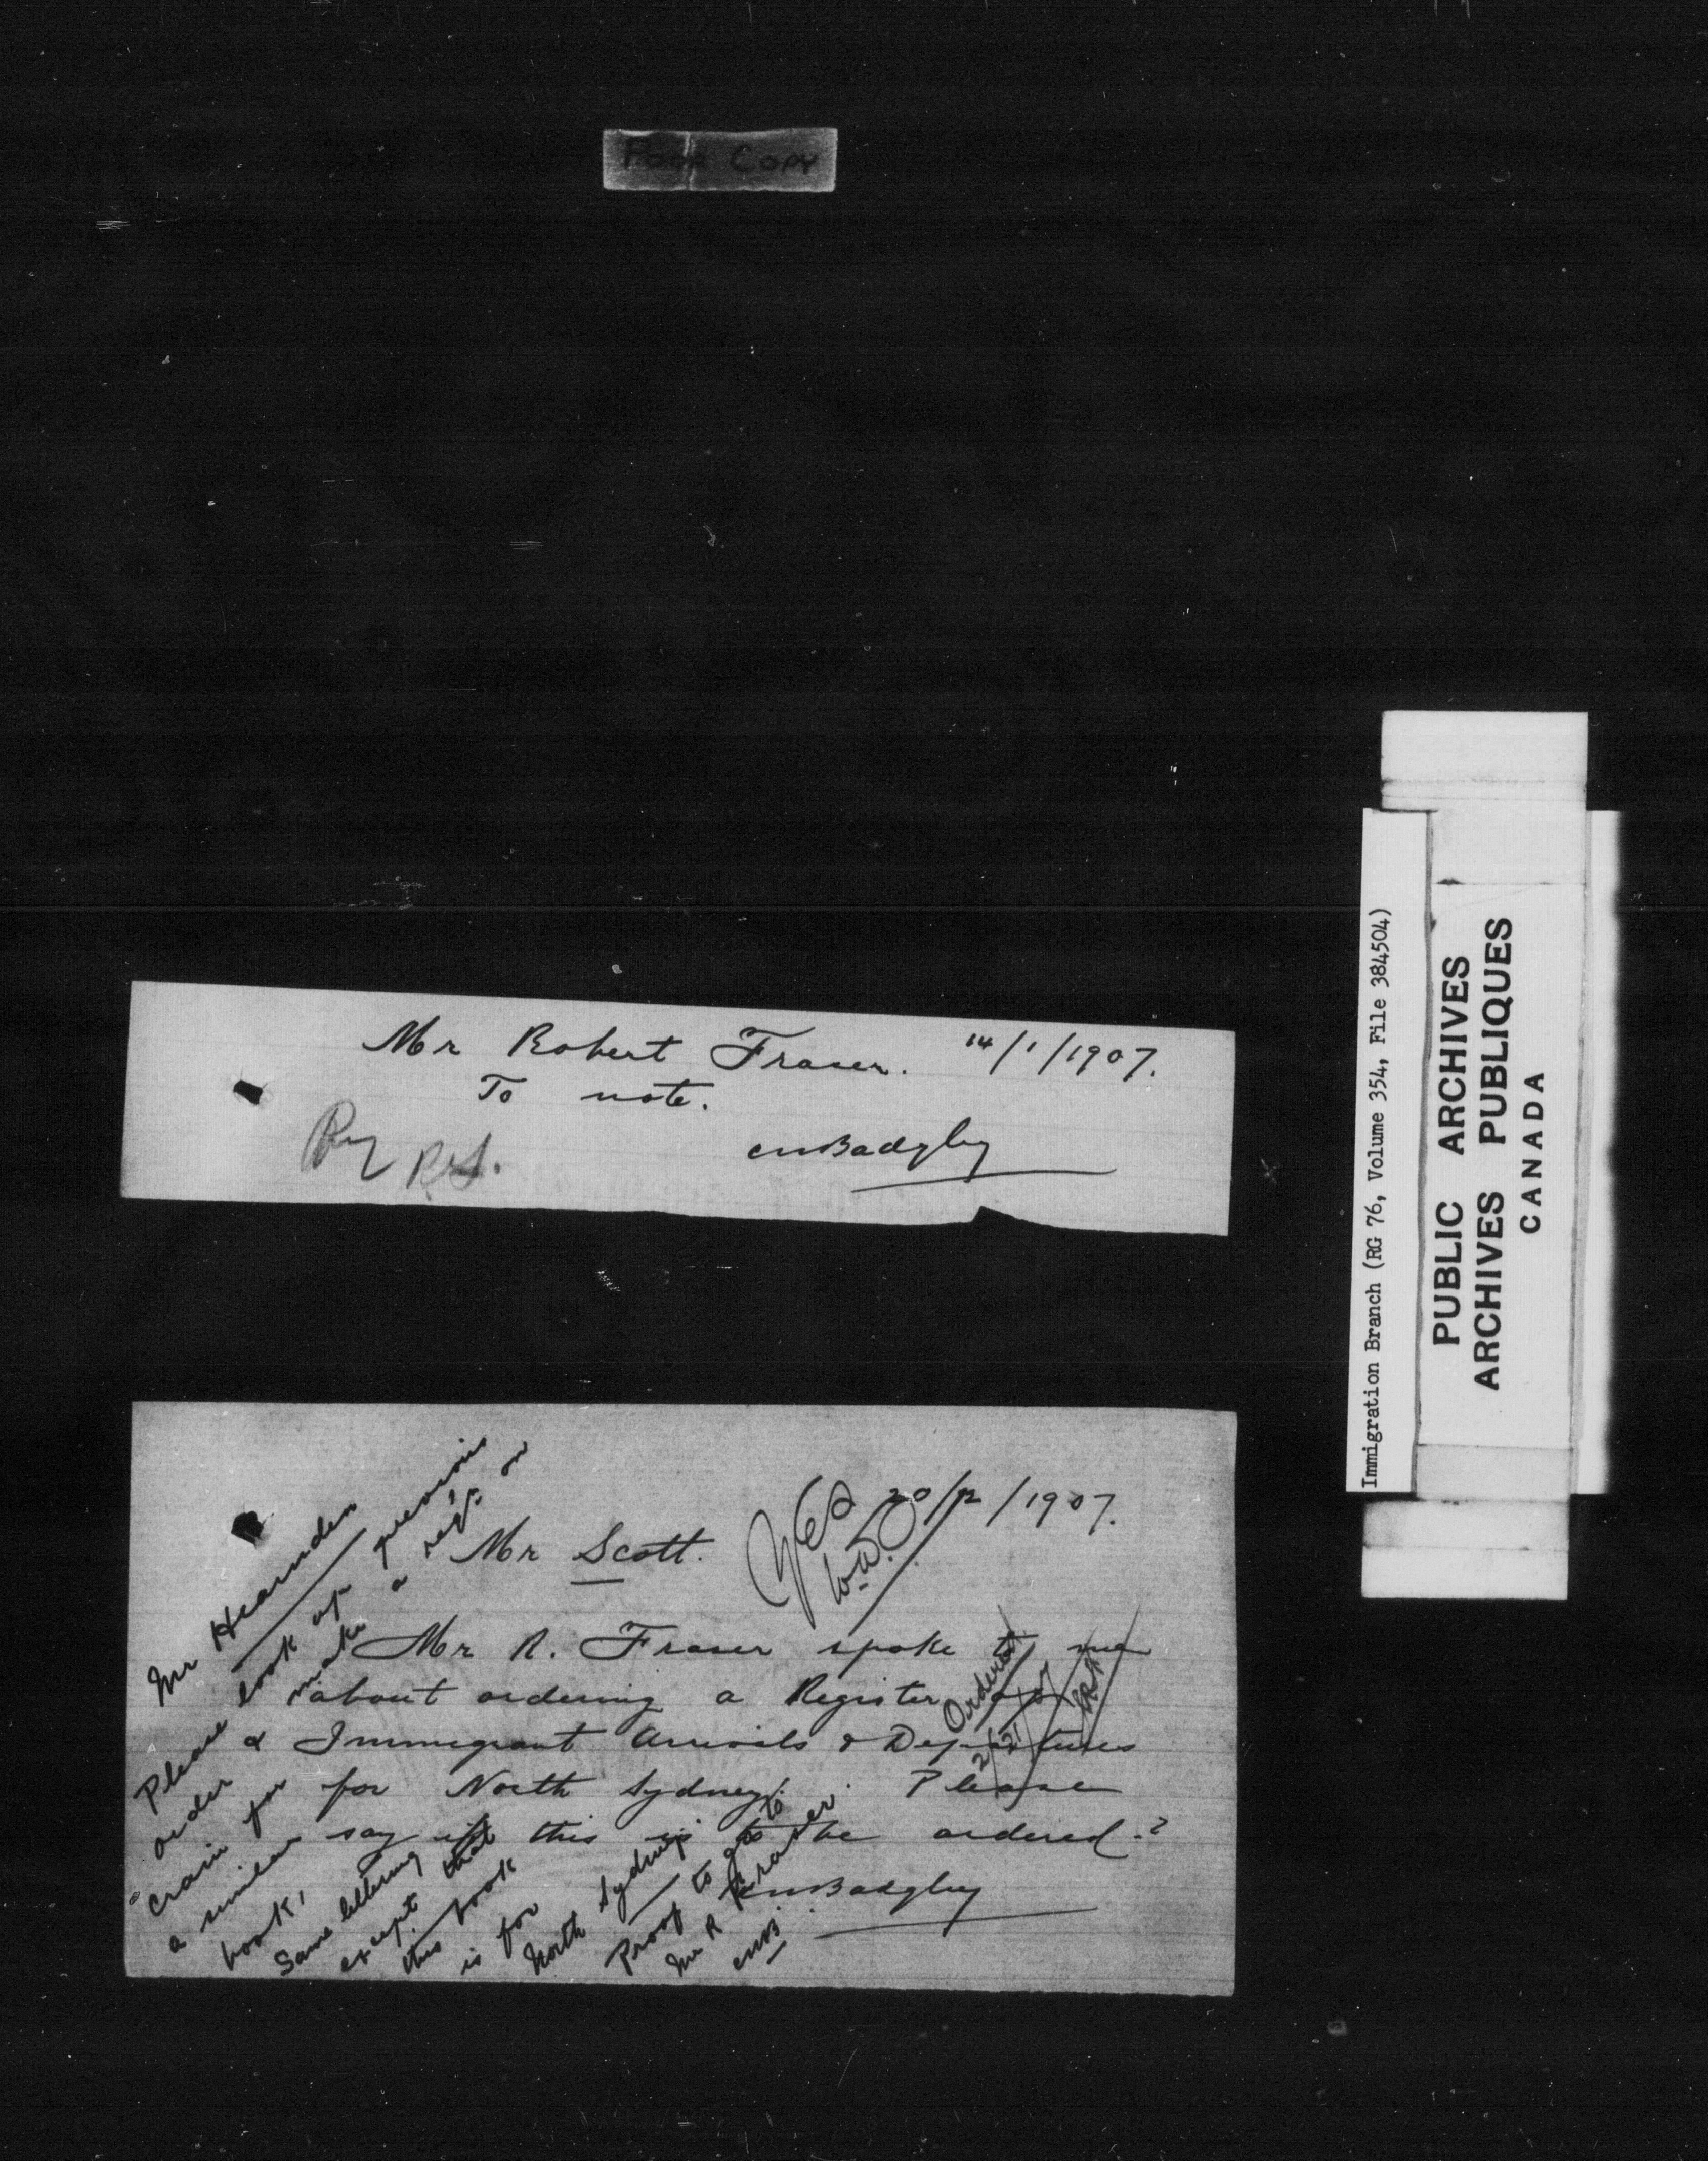 POOR COPY
Mr Robert Fraser. 14/1/1907.
To note.
CWBadgley
20/2/1907.
Yes
W.W.
Mr Scott.
Mr R. Fraser spoke to me
about ordering a Register
Immigrant Arrivals & Departures
for North Sydney. Please
say if this is to be ordered.?
Badgley
Ordered
2/21/07
Mr Hearnden
Please look up previous
order & make a req'n on
Crain for
a similar
book,
Same lettering
except that
this book
is for
North Sydney
Proof to go to
Mr R Fraser
Immigration Branch (RG 76, Volume 354, File 384504)
PUBLIC ARCHIVES
ARCHIVES PUBLIQUES
CANADA